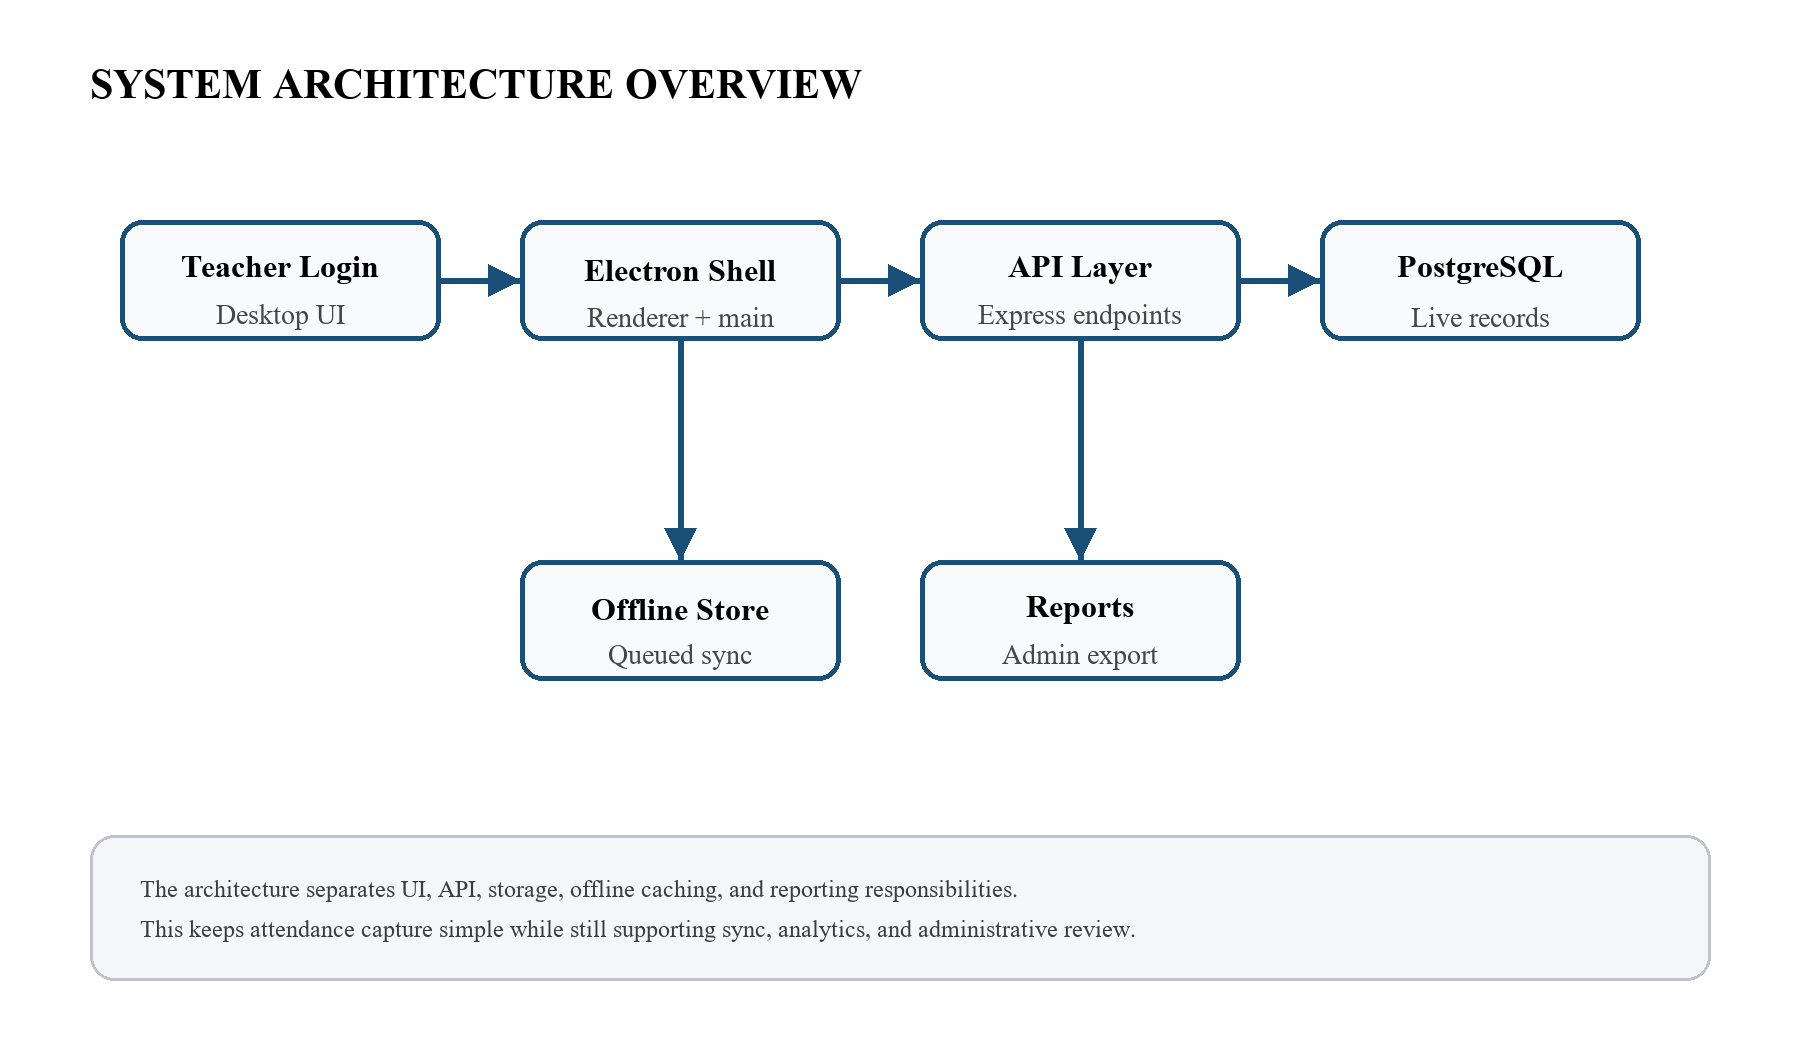 SYSTEM ARCHITECTURE OVERVIEW
Teacher Login
Desktop UI
Electron Shell
Renderer + main
API Layer
Express endpoints
PostgreSQL
Live records
Offline Store
Queued sync
Reports
Admin export
The architecture separates UI, API, storage, offline caching, and reporting responsibilities.
This keeps attendance capture simple while still supporting sync, analytics, and administrative review.